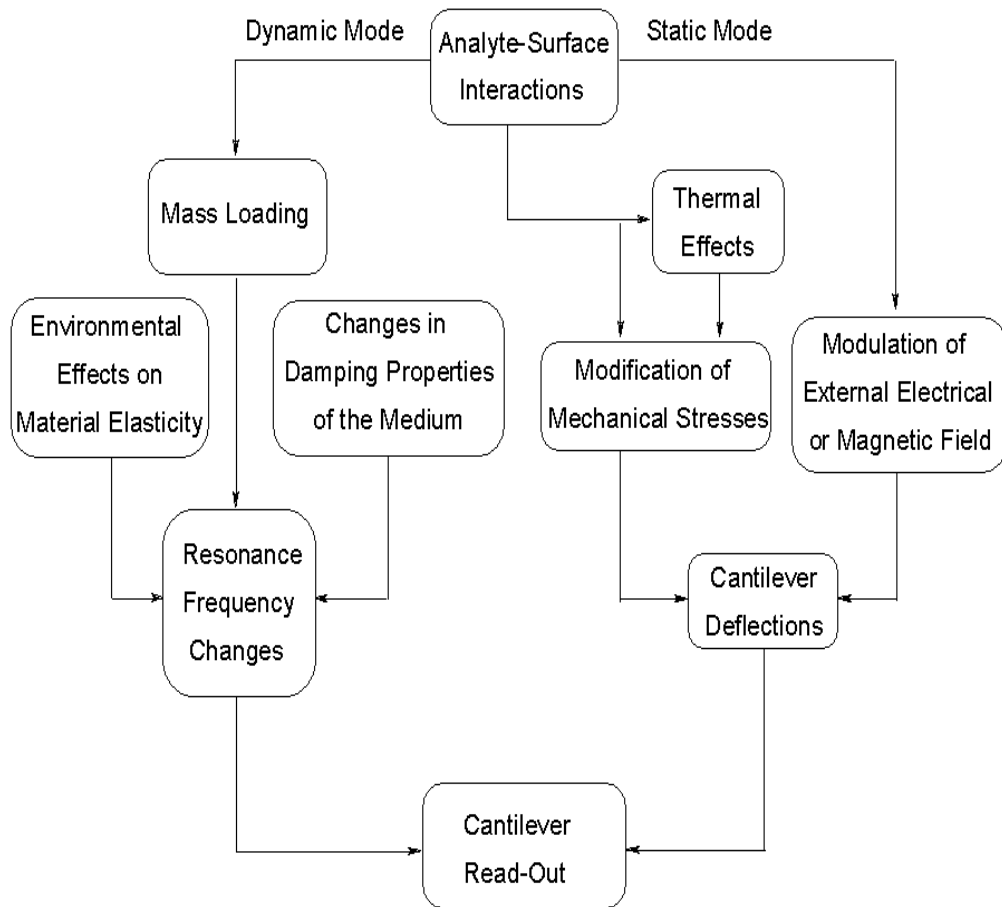 Dynamic Mode
Analyte-Surface
Interactions
Static Mode
Mass Loading
Thermal
Effects
Environmental
Effects on
Material Elasticity
Changes in
Damping Properties
of the Medium
Modification of
Mechanical Stresses
Modulation of
External Electrical
or Magnetic Field
Resonance
Frequency
Changes
Cantilever
Deflections
Cantilever
Read-Out